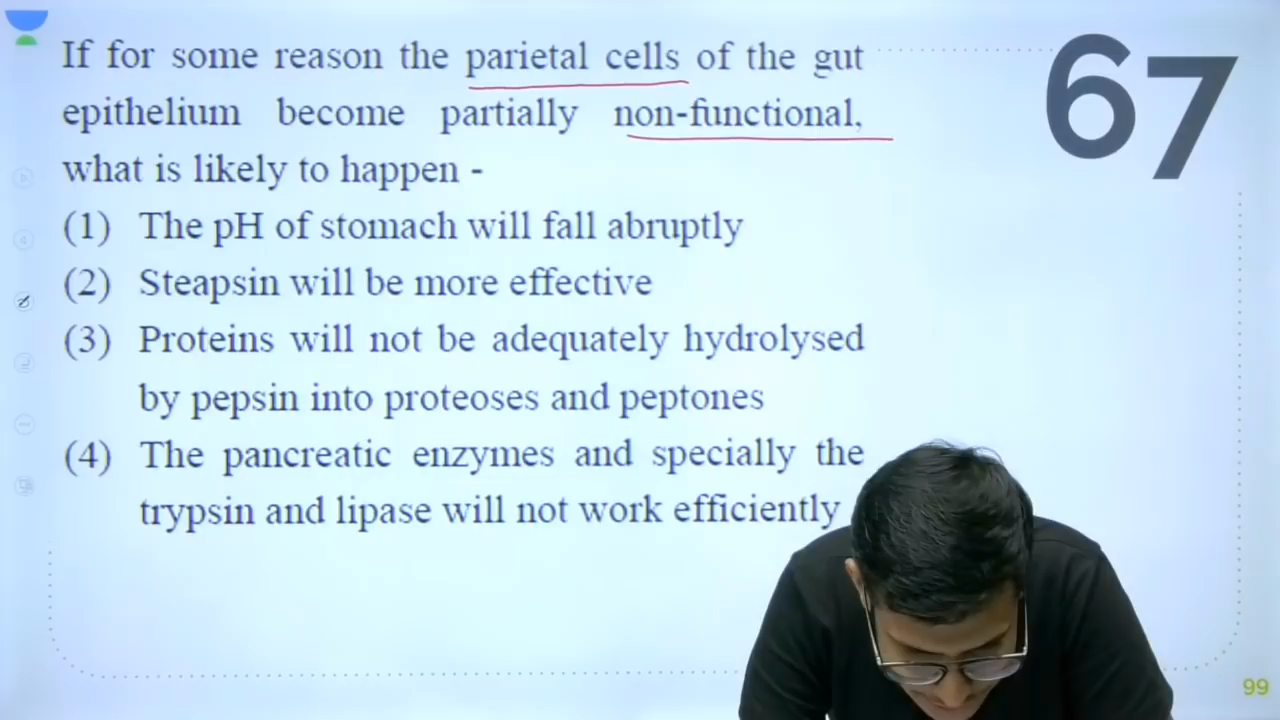 If for some reason the parietal cells of the gut
epithelium become partially non-functional,
what is likely to happen -
(1) The pH of stomach will fall abruptly
(2) Steapsin will be more effective
(3) Proteins will not be adequately hydrolysed
by pepsin into proteoses and peptones
(4) The pancreatic enzymes and specially the
trypsin and lipase will not work efficiently
67
99